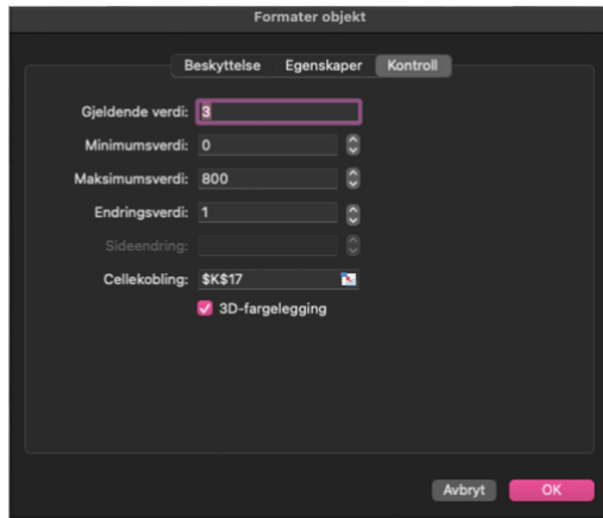 Formater objekt
Beskyttelse Egenskaper Kontroll
Gjeldende verdi: 3
Minimumsverdi: 0
Maksimumsverdi: 800
Endringsverdi: 1
Sideendring:
Cellekobling: $K$17
3D-fargelegging
Avbryt OK